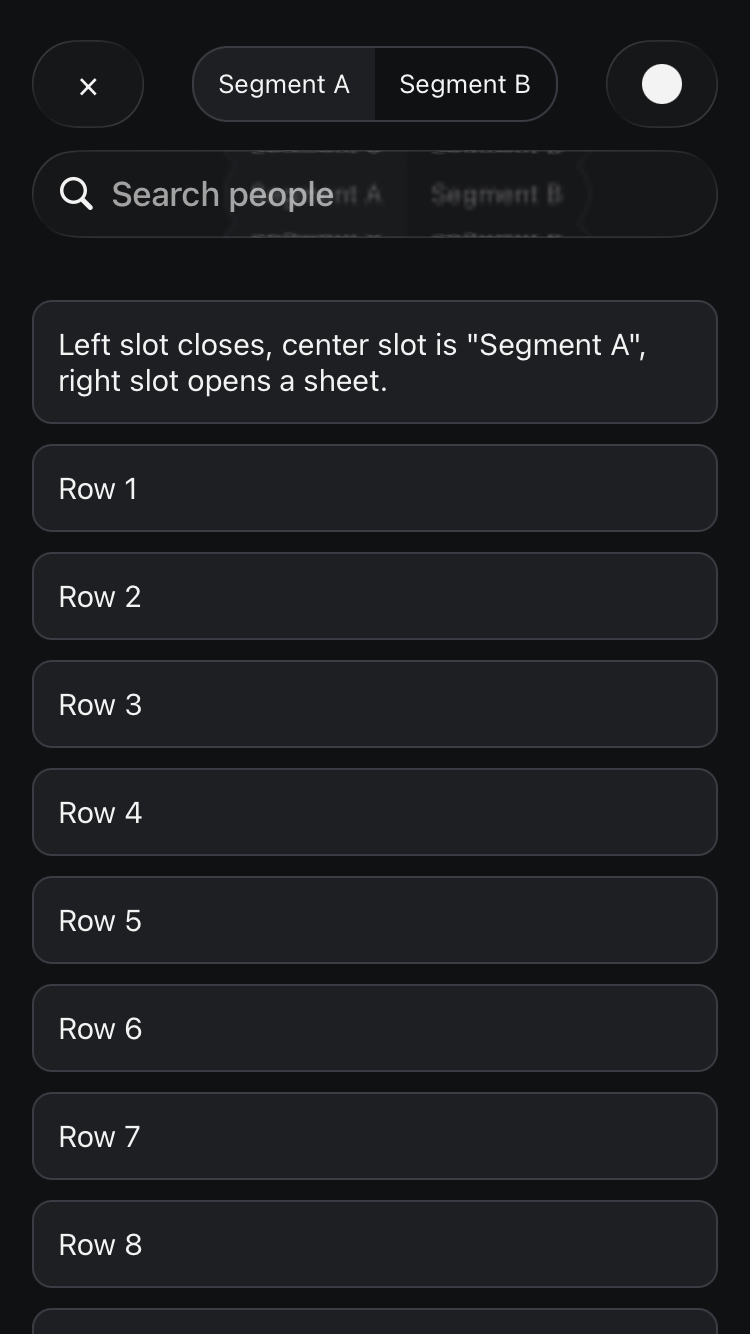 ×
Segment A
Segment B
Search people
Segment B
Left slot closes, center slot is "Segment A",
right slot opens a sheet.
Row 1
Row 2
Row 3
Row 4
Row 5
Row 6
Row 7
Row 8